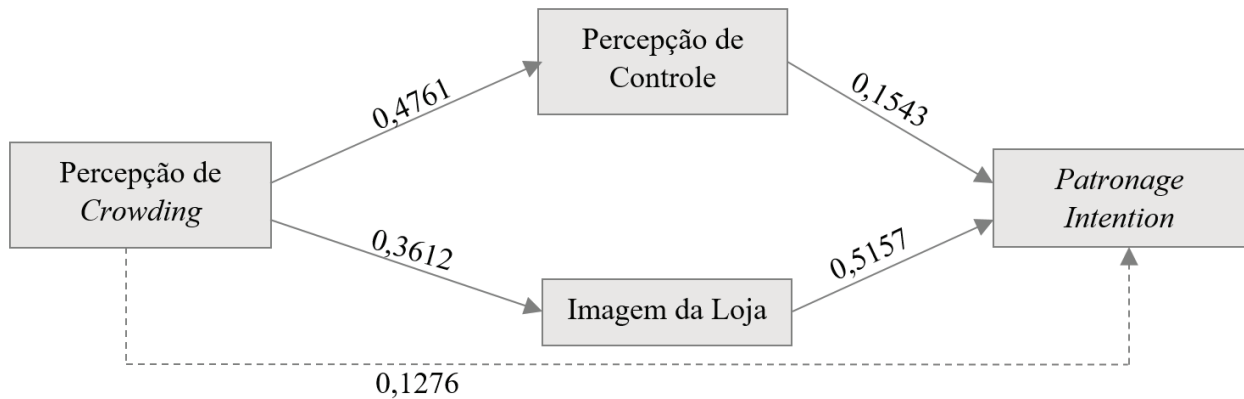 Percepção de
Controle
0,4761
0,1543
Percepção de
Crowding
Patronage
Intention
0,3612
0,5157
Imagem da Loja
0,1276